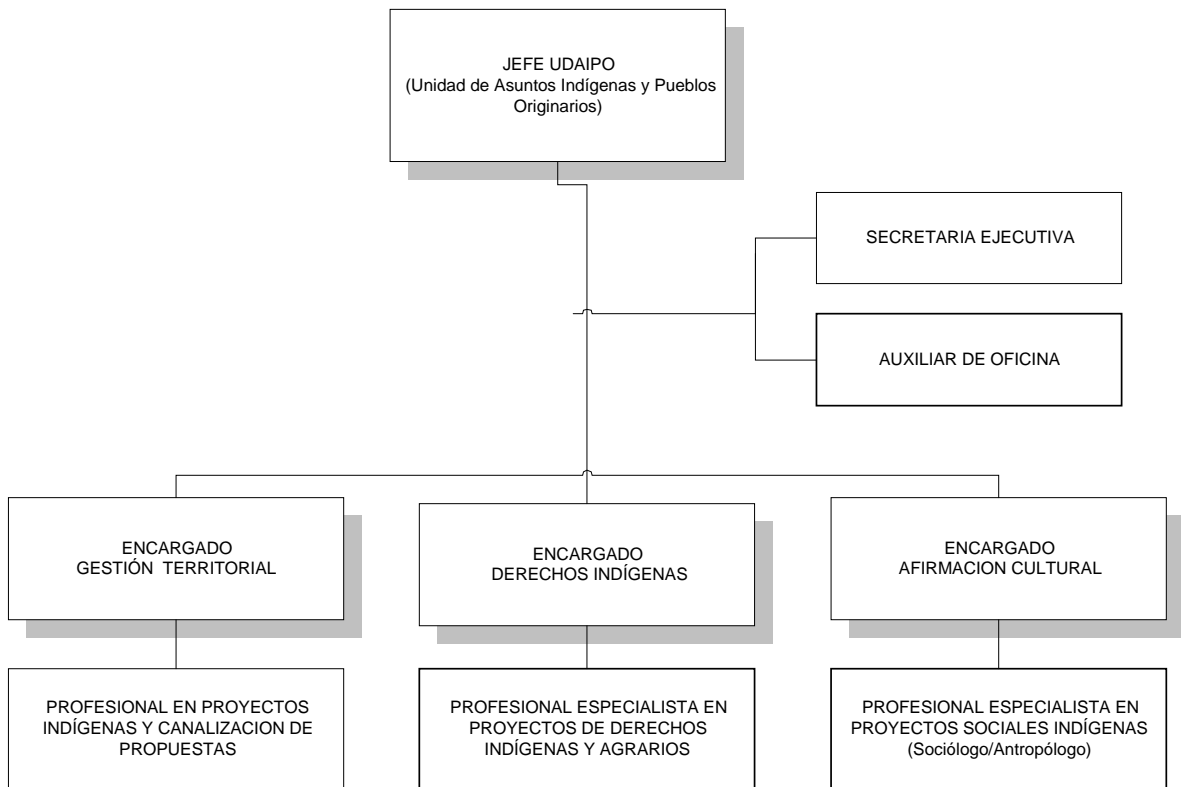 JEFE UDAIPO
(Unidad de Asuntos Indígenas y Pueblos
Originarios)
SECRETARIA EJECUTIVA
AUXILIAR DE OFICINA
ENCARGADO
GESTIÓN TERRITORIAL
ENCARGADO
DERECHOS INDÍGENAS
ENCARGADO
AFIRMACION CULTURAL
PROFESIONAL EN PROYECTOS
INDÍGENAS Y CANALIZACION DE
PROPUESTAS
PROFESIONAL ESPECIALISTA EN
PROYECTOS DE DERECHOS
INDÍGENAS Y AGRARIOS
PROFESIONAL ESPECIALISTA EN
PROYECTOS SOCIALES INDÍGENAS
(Sociólogo/Antropólogo)